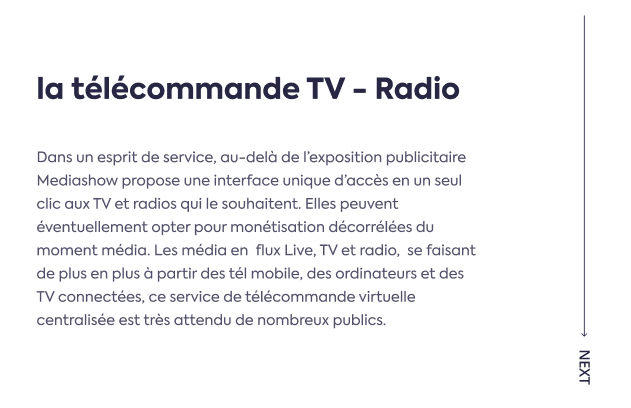 la télécommande TV - Radio
Dans un esprit de service, au-delà de l'exposition publicitaire
Mediashow propose une interface unique d'accès en un seul
clic aux TV et radios qui le souhaitent. Elles peuvent
éventuellement opter pour monétisation décorrélées du
moment média. Les média en  flux Live, TV et radio,  se faisant
de plus en plus à partir des tél mobile, des ordinateurs et des
TV connectées, ce service de télécommande virtuelle
centralisée est très attendu de nombreux publics.
NEXT